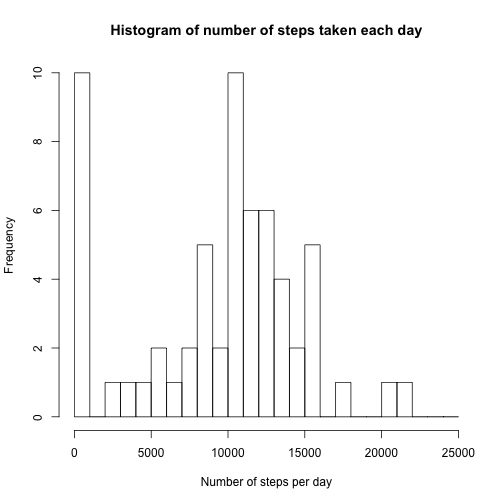 Histogram of number of steps taken each day
Frequency
10
8
6
4
2
0
0 5000 10000 15000 20000 25000
Number of steps per day